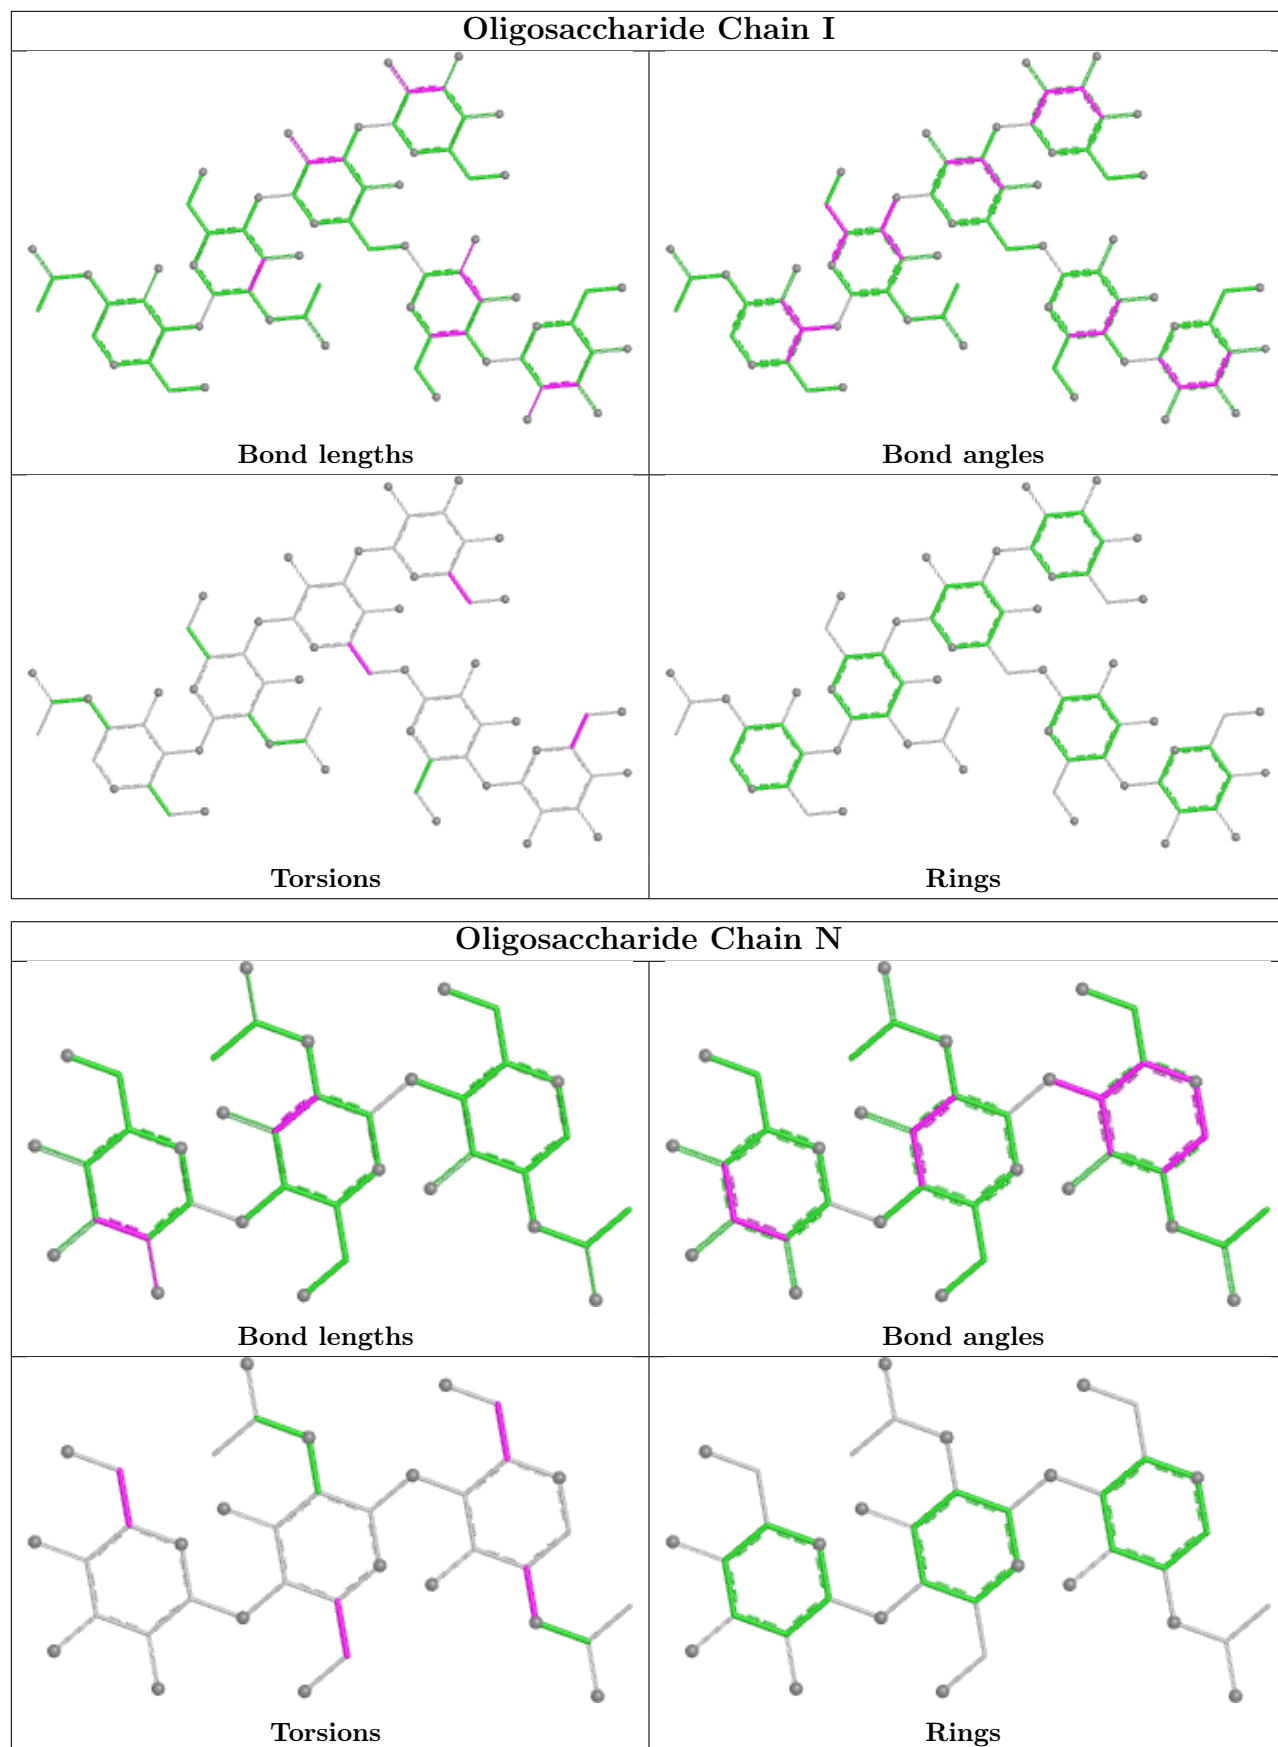 Oligosaccharide Chain I
Bond lengths
Bond angles
Torsions
Rings
Oligosaccharide Chain N
Bond lengths
Bond angles
Torsions
Rings